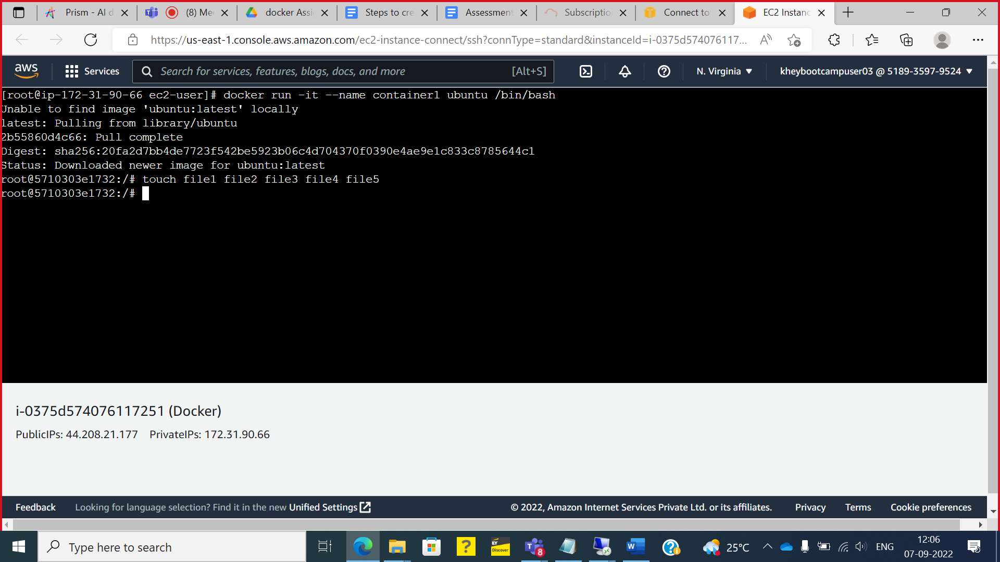 Prism - AI d
(8) Me
docker Assi
Steps to cre
Assessment
Subscriptio
Connect to
EC2 Instanc
https://us-east-1.console.aws.amazon.com/ec2-instance-connect/ssh?connType=standard&instanceId=i-0375d574076117...
aws
Services
Search for services, features, blogs, docs, and more
[Alt+S]
N. Virginia
kheybootcampuser03 @ 5189-3597-9524
[root@ip-172-31-90-66 ec2-user]# docker run -it --name container1 ubuntu /bin/bash
Unable to find image 'ubuntu:latest' locally
latest: Pulling from library/ubuntu
2b55860d4c66: Pull complete
Digest: sha256:20fa2d7bb4de7723f542be5923b06c4d704370f0390e4ae9e1c833c8785644c1
Status: Downloaded newer image for ubuntu:latest
root@5710303e1732:/# touch file1 file2 file3 file4 file5
root@5710303e1732:/#
i-0375d574076117251 (Docker)
PublicIPs: 44.208.21.177 PrivateIPs: 172.31.90.66
Feedback
Looking for language selection? Find it in the new Unified Settings
© 2022, Amazon Internet Services Private Ltd. or its affiliates.
Privacy
Terms
Cookie preferences
Type here to search
EY
Discover
8
25°C
ENG
12:06
07-09-2022